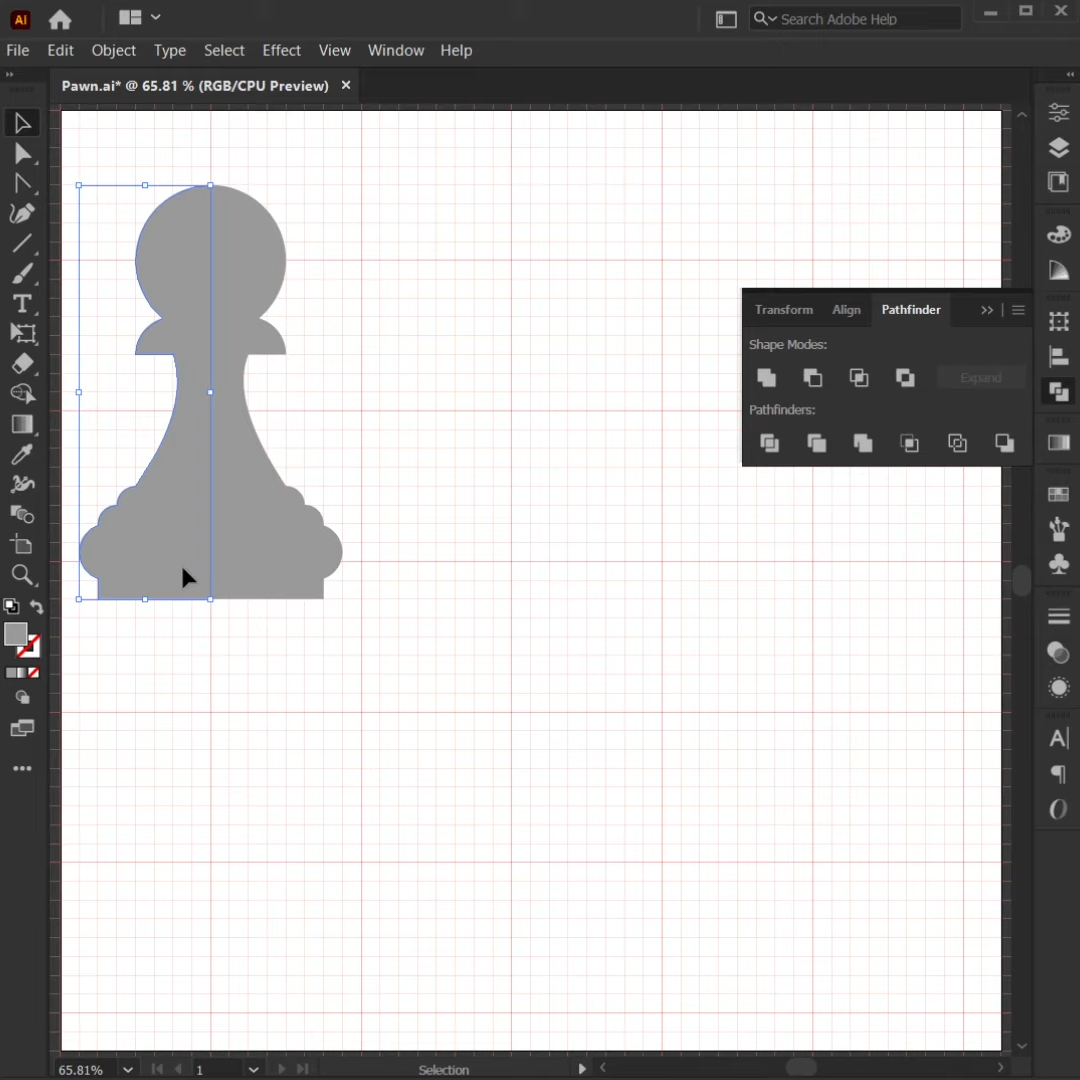 Ai
Search Adobe Help
File Edit Object Type Select Effect View Window Help
Pawn.ai* @ 65.81 % (RGB/CPU Preview) ×
Transform Align Pathfinder
Shape Modes:
Expand
Pathfinders:
65.81% 1 Selection